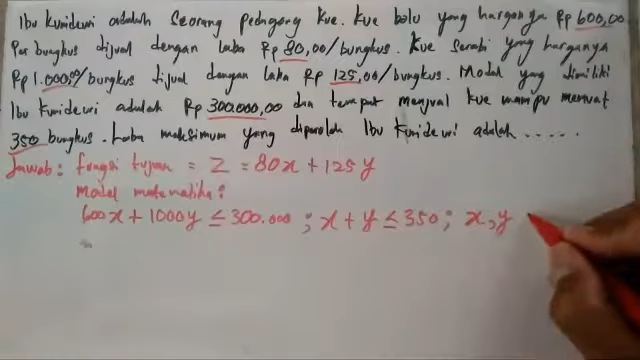 Ibu Kumidewi adalah seorang pedagang kue. Kue bolu yang harganya Rp 600,00
Per bungkus dijual dengan laba Rp 80,00/bungkus. Kue serabi yang harganya
Rp 1.000,00/bungkus dijual dengan laba Rp 125,00/bungkus. Modal yang dimiliki
Ibu Kumidewi adalah Rp 300.000,00 dan tempat menjual kue mampu memuat
350 bungkus. Laba maksimum yang diperoleh Ibu Kumidewi adalah .....
Jawab: fungsi tujuan = Z = 80x + 125y
Model matematika:
600x + 1000y ≤ 300.000 ; x + y ≤ 350 ; x, y